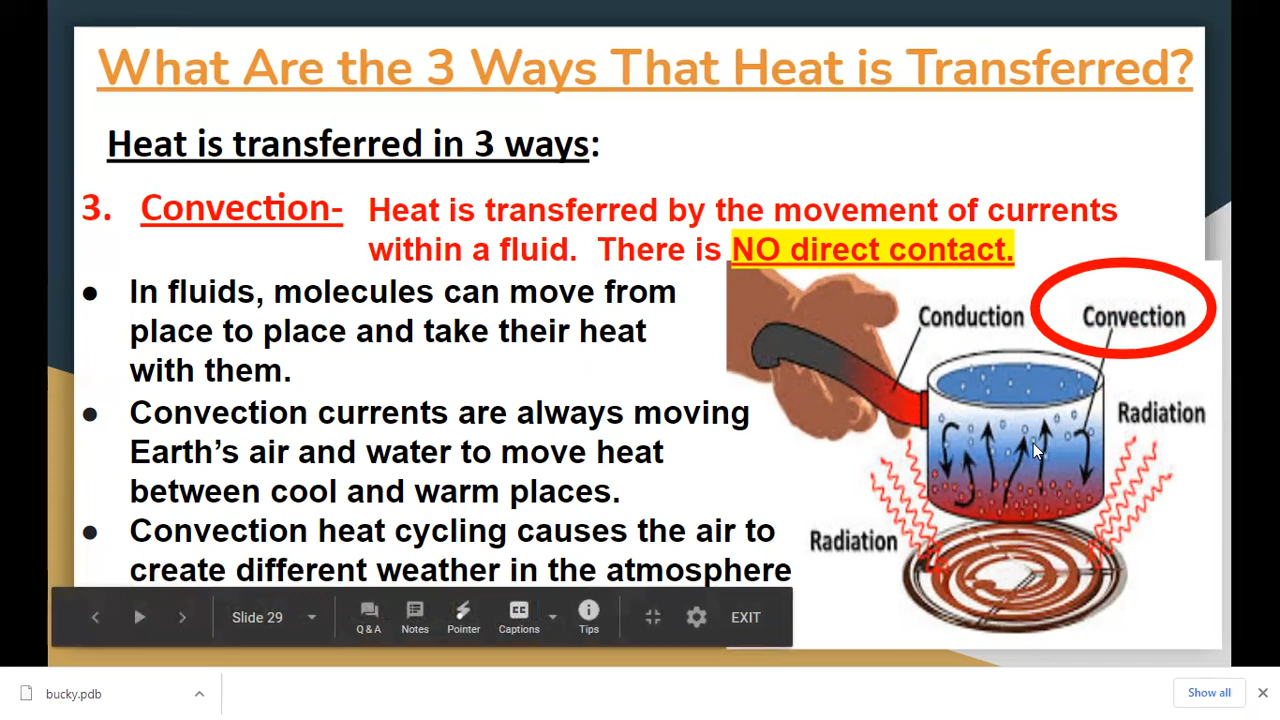 What Are the 3 Ways That Heat is Transferred?
Heat is transferred in 3 ways:
3. Convection- Heat is transferred by the movement of currents
within a fluid. There is NO direct contact.
● In fluids, molecules can move from
place to place and take their heat
with them.
● Convection currents are always moving
Earth's air and water to move heat
between cool and warm places.
● Convection heat cycling causes the air to
create different weather in the atmosphere
Conduction
Convection
Radiation
Radiation
Slide 29
Q & A
Notes
Pointer
CC
Captions
Tips
EXIT
bucky.pdb
Show all